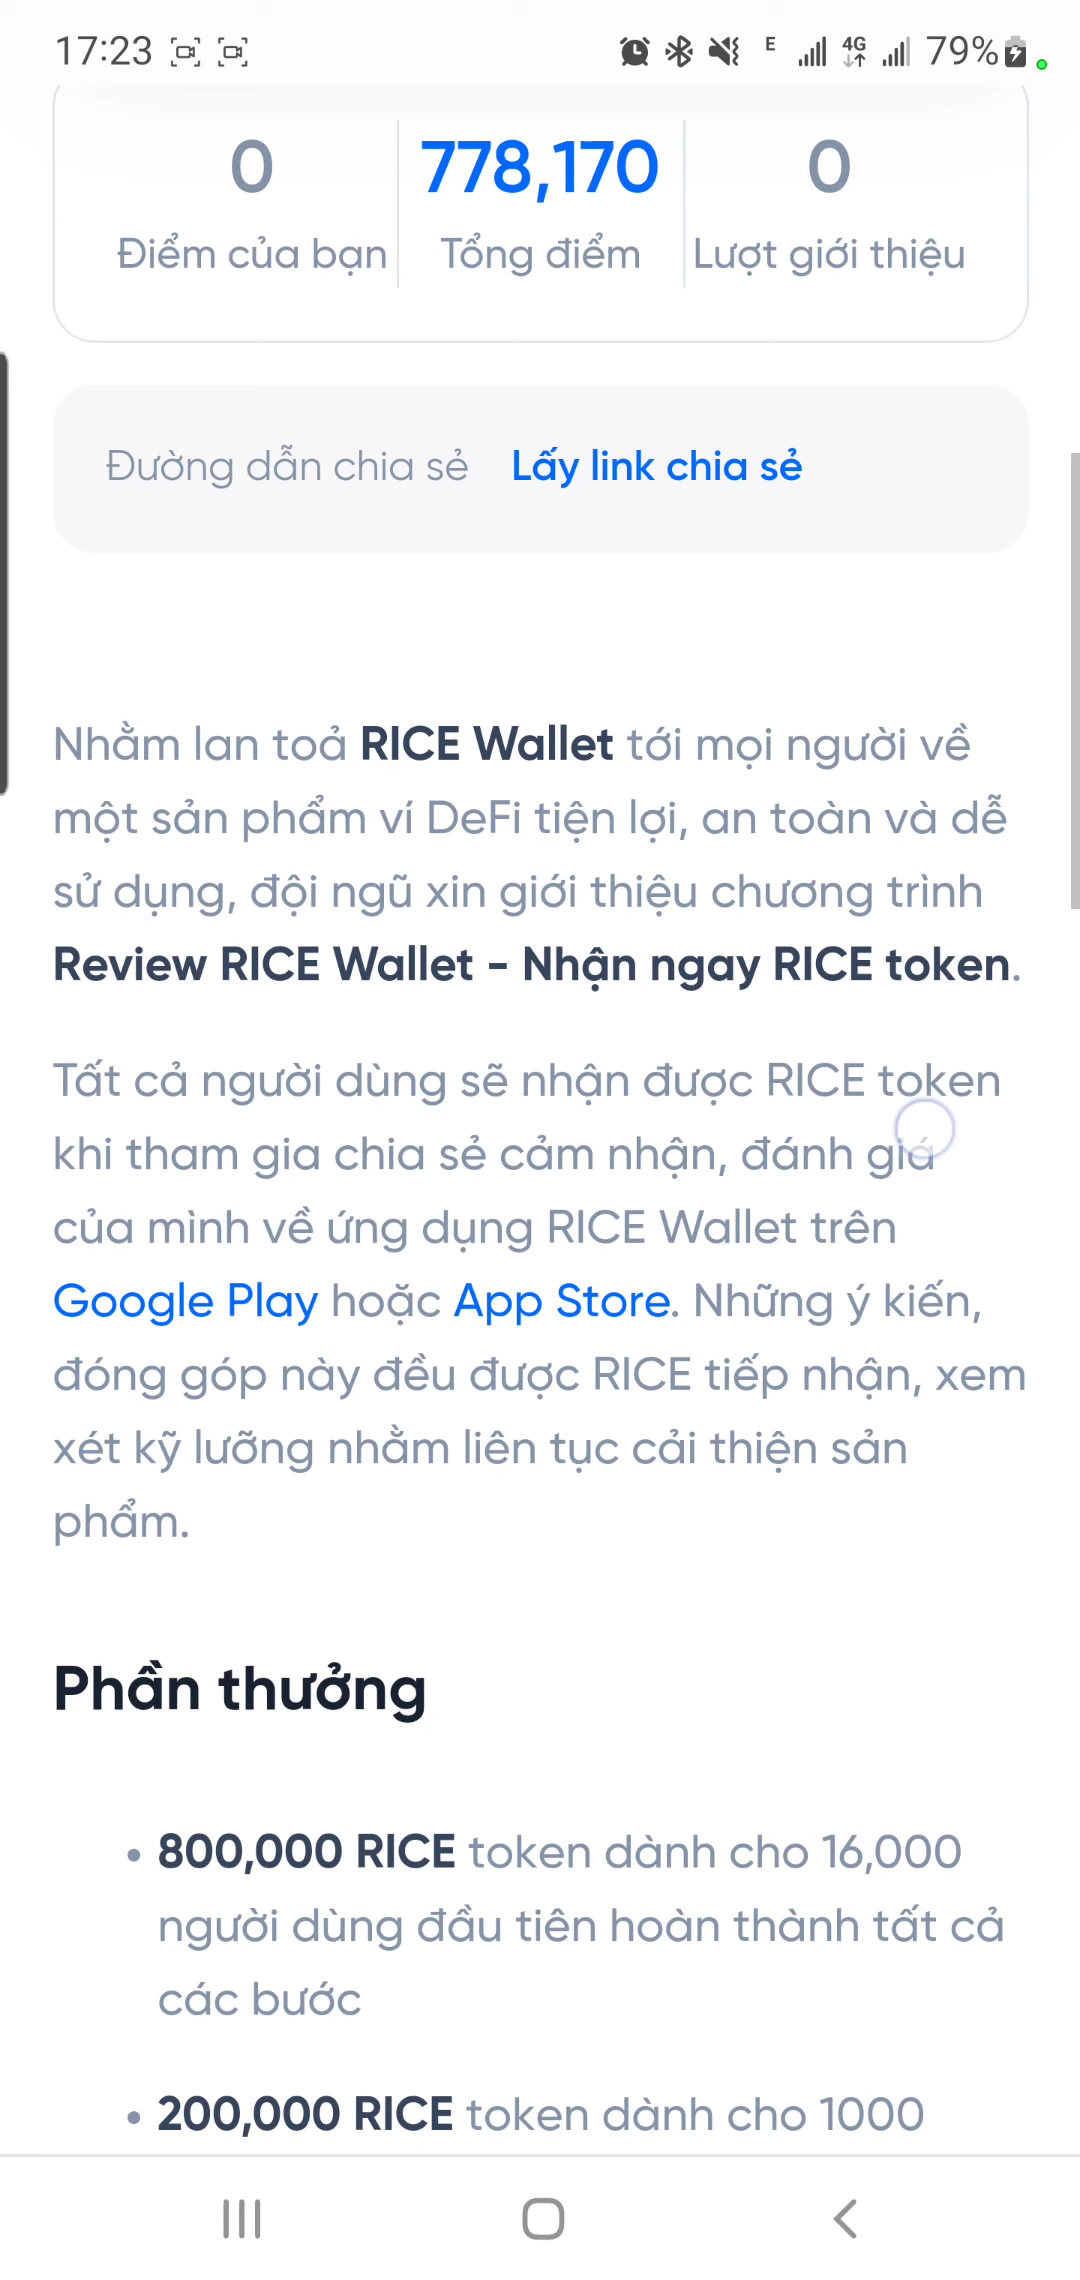 17:23 E 4G 79%
0 778,170 0
Điểm của bạn Tổng điểm Lượt giới thiệu
Đường dẫn chia sẻ Lấy link chia sẻ
Nhằm lan toả RICE Wallet tới mọi người về
một sản phẩm ví DeFi tiện lợi, an toàn và dễ
sử dụng, đội ngũ xin giới thiệu chương trình
Review RICE Wallet - Nhận ngay RICE token.
Tất cả người dùng sẽ nhận được RICE token
khi tham gia chia sẻ cảm nhận, đánh giá
của mình về ứng dụng RICE Wallet trên
Google Play hoặc App Store. Những ý kiến,
đóng góp này đều được RICE tiếp nhận, xem
xét kỹ lưỡng nhằm liên tục cải thiện sản
phẩm.
Phần thưởng
• 800,000 RICE token dành cho 16,000
người dùng đầu tiên hoàn thành tất cả
các bước
• 200,000 RICE token dành cho 1000